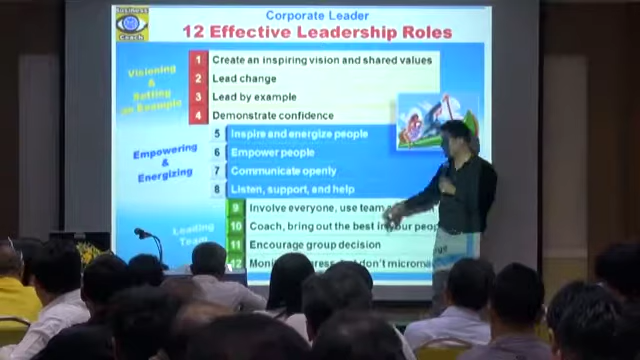 Business
Coach
Corporate Leader
12 Effective Leadership Roles
Visioning
&
Setting
an Example
1 Create an inspiring vision and shared values
2 Lead change
3 Lead by example
4 Demonstrate confidence
Empowering
&
Energizing
5 Inspire and energize people
6 Empower people
7 Communicate openly
8 Listen, support, and help
Leading
Team
9 Involve everyone, use team
10 Coach, bring out the best in your
11 Encourage group decision
12 but don't